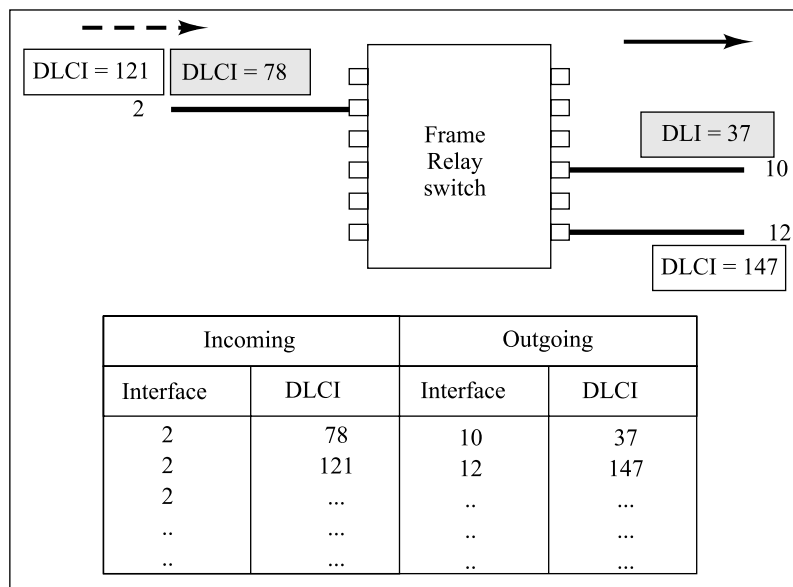 DLCI = 121 DLCI = 78
2
Frame
Relay
switch
DLI = 37
10
12
DLCI = 147
Incoming Outgoing
Interface DLCI Interface DLCI
2 78 10 37
2 121 12 147
2 ... .. ...
.. ... .. ...
.. ... .. ...